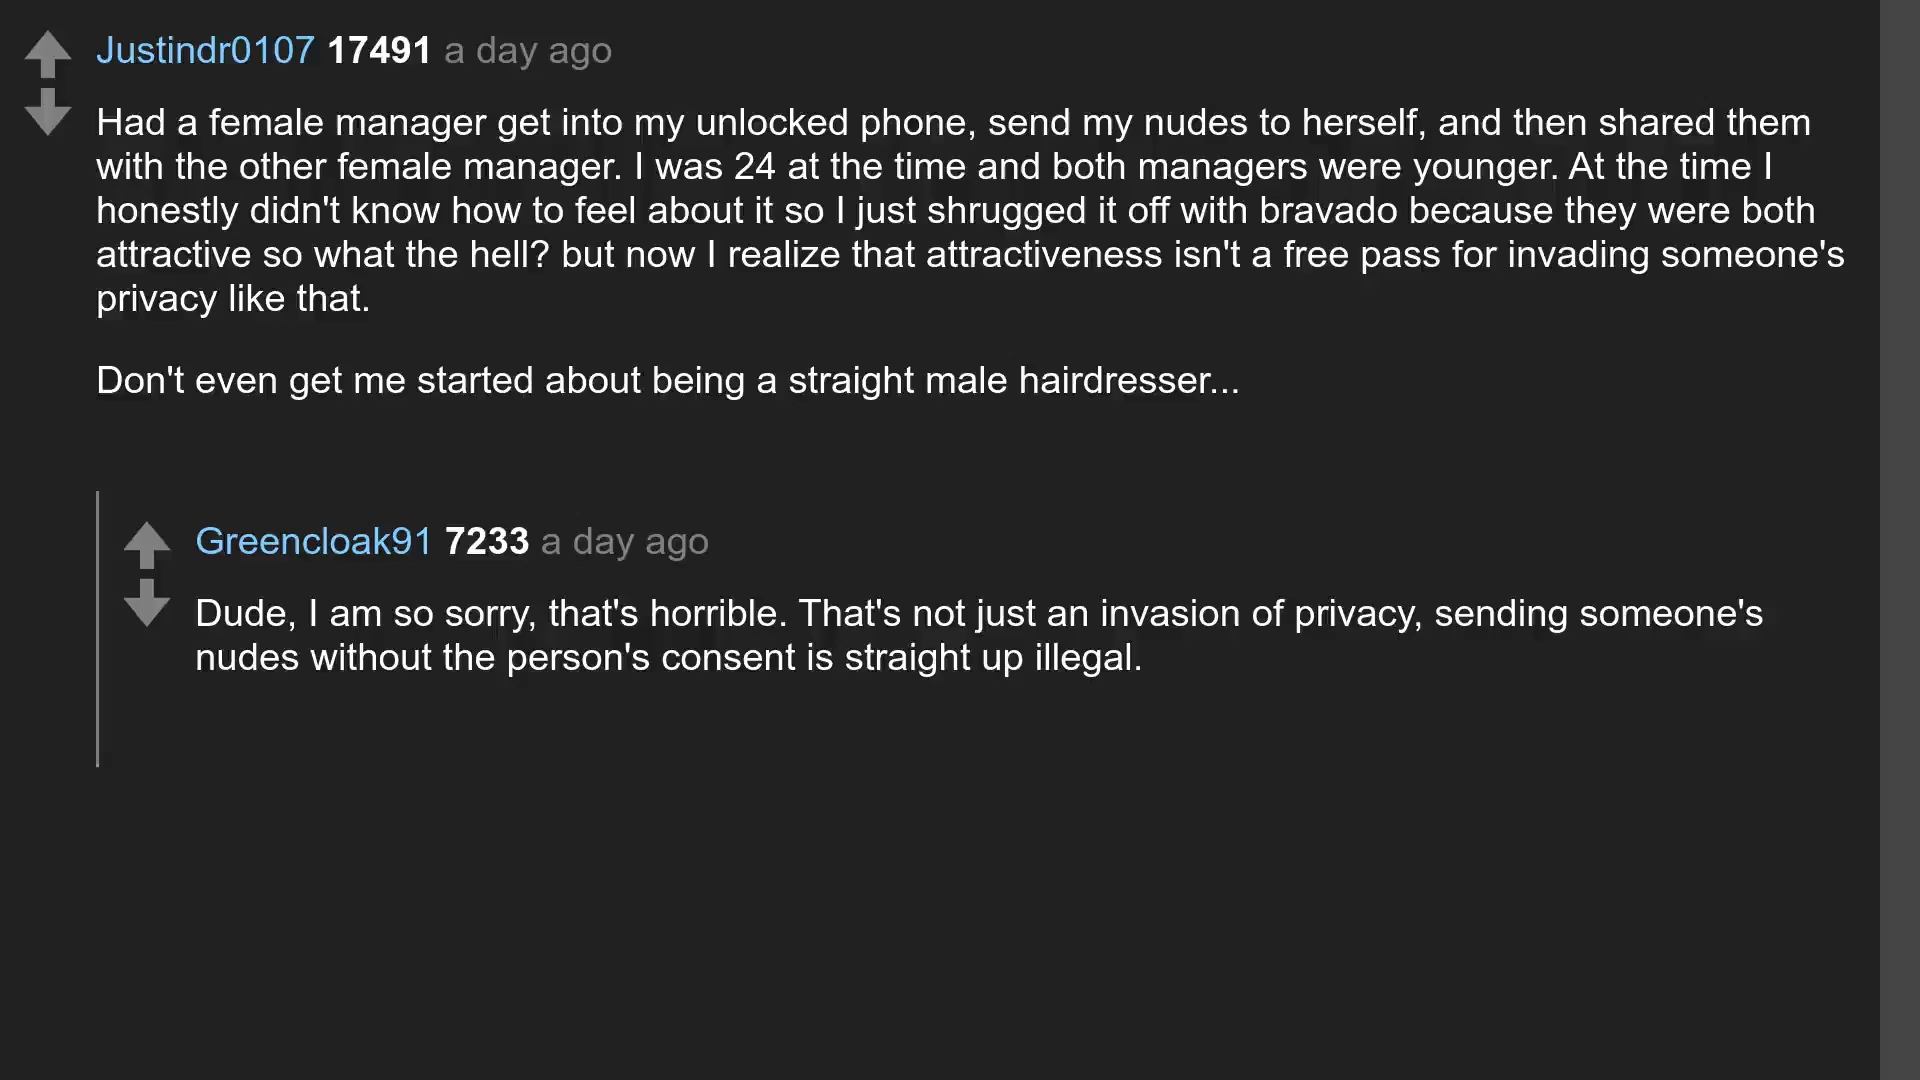 Justindr0107 17491 a day ago
Had a female manager get into my unlocked phone, send my nudes to herself, and then shared them
with the other female manager. I was 24 at the time and both managers were younger. At the time I
honestly didn't know how to feel about it so I just shrugged it off with bravado because they were both
attractive so what the hell? but now I realize that attractiveness isn't a free pass for invading someone's
privacy like that.
Don't even get me started about being a straight male hairdresser...
Greencloak91 7233 a day ago
Dude, I am so sorry, that's horrible. That's not just an invasion of privacy, sending someone's
nudes without the person's consent is straight up illegal.